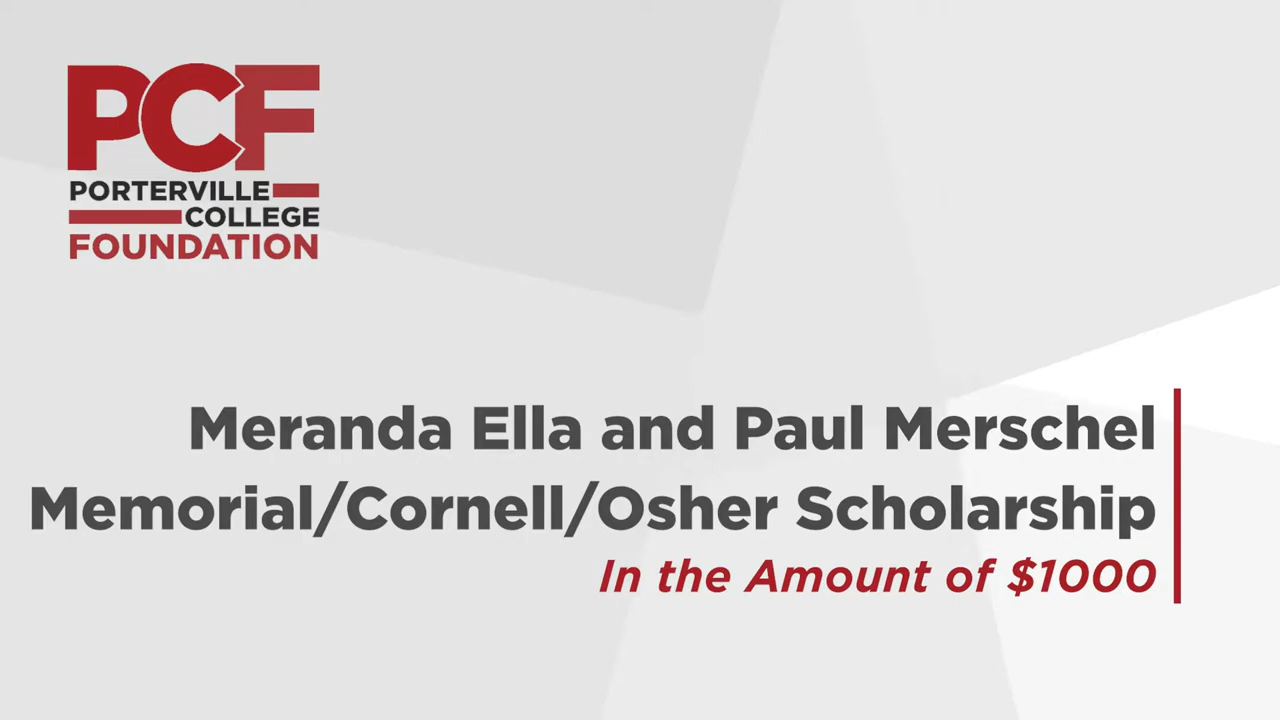 PCF
PORTERVILLE
COLLEGE
FOUNDATION
Meranda Ella and Paul Merschel
Memorial/Cornell/Osher Scholarship
In the Amount of $1000